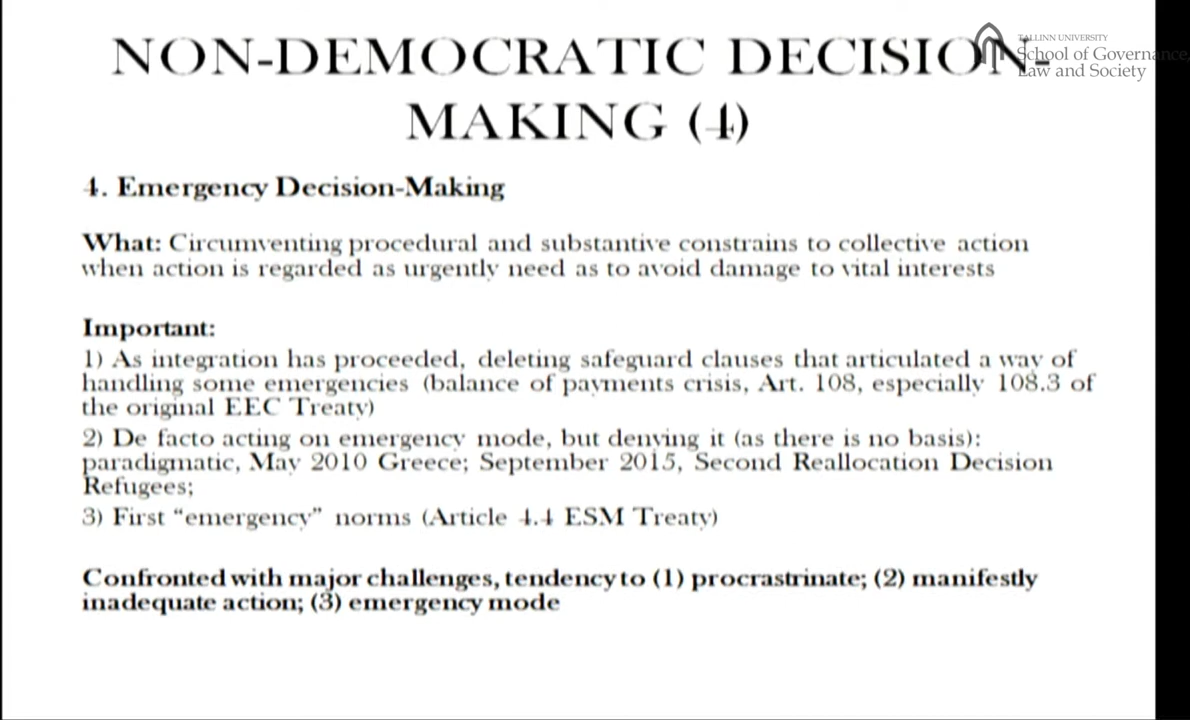 NON-DEMOCRATIC DECISION-
MAKING (4)
TALLINN UNIVERSITY
School of Governance,
Law and Society
4. Emergency Decision-Making
What: Circumventing procedural and substantive constrains to collective action
when action is regarded as urgently need as to avoid damage to vital interests
Important:
1) As integration has proceeded, deleting safeguard clauses that articulated a way of
handling some emergencies (balance of payments crisis, Art. 108, especially 108.3 of
the original EEC Treaty)
2) De facto acting on emergency mode, but denying it (as there is no basis):
paradigmatic, May 2010 Greece; September 2015, Second Reallocation Decision
Refugees;
3) First “emergency” norms (Article 4.4 ESM Treaty)
Confronted with major challenges, tendency to (1) procrastrinate; (2) manifestly
inadequate action; (3) emergency mode